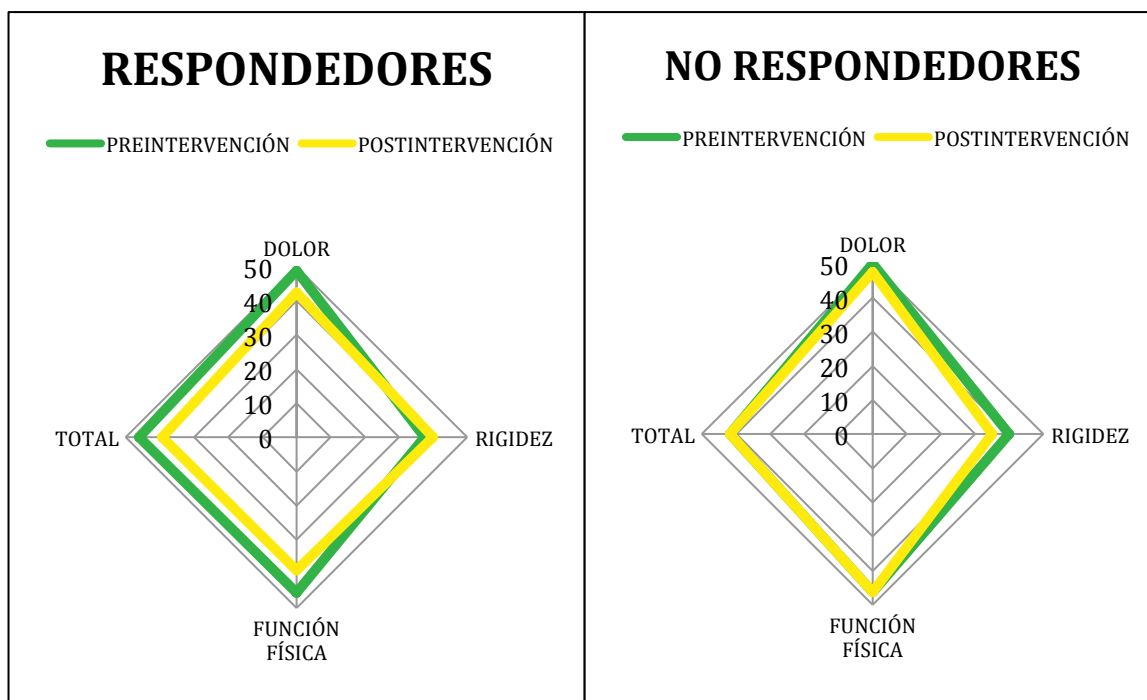 RESPONDEDORES
PREINTERVENCIÓN POSTINTERVENCIÓN
DOLOR
50
40
30
20
10
0
TOTAL
RIGIDEZ
FUNCIÓN
FÍSICA
NO RESPONDEDORES
PREINTERVENCIÓN POSTINTERVENCIÓN
DOLOR
50
40
30
20
10
0
TOTAL
RIGIDEZ
FUNCIÓN
FÍSICA